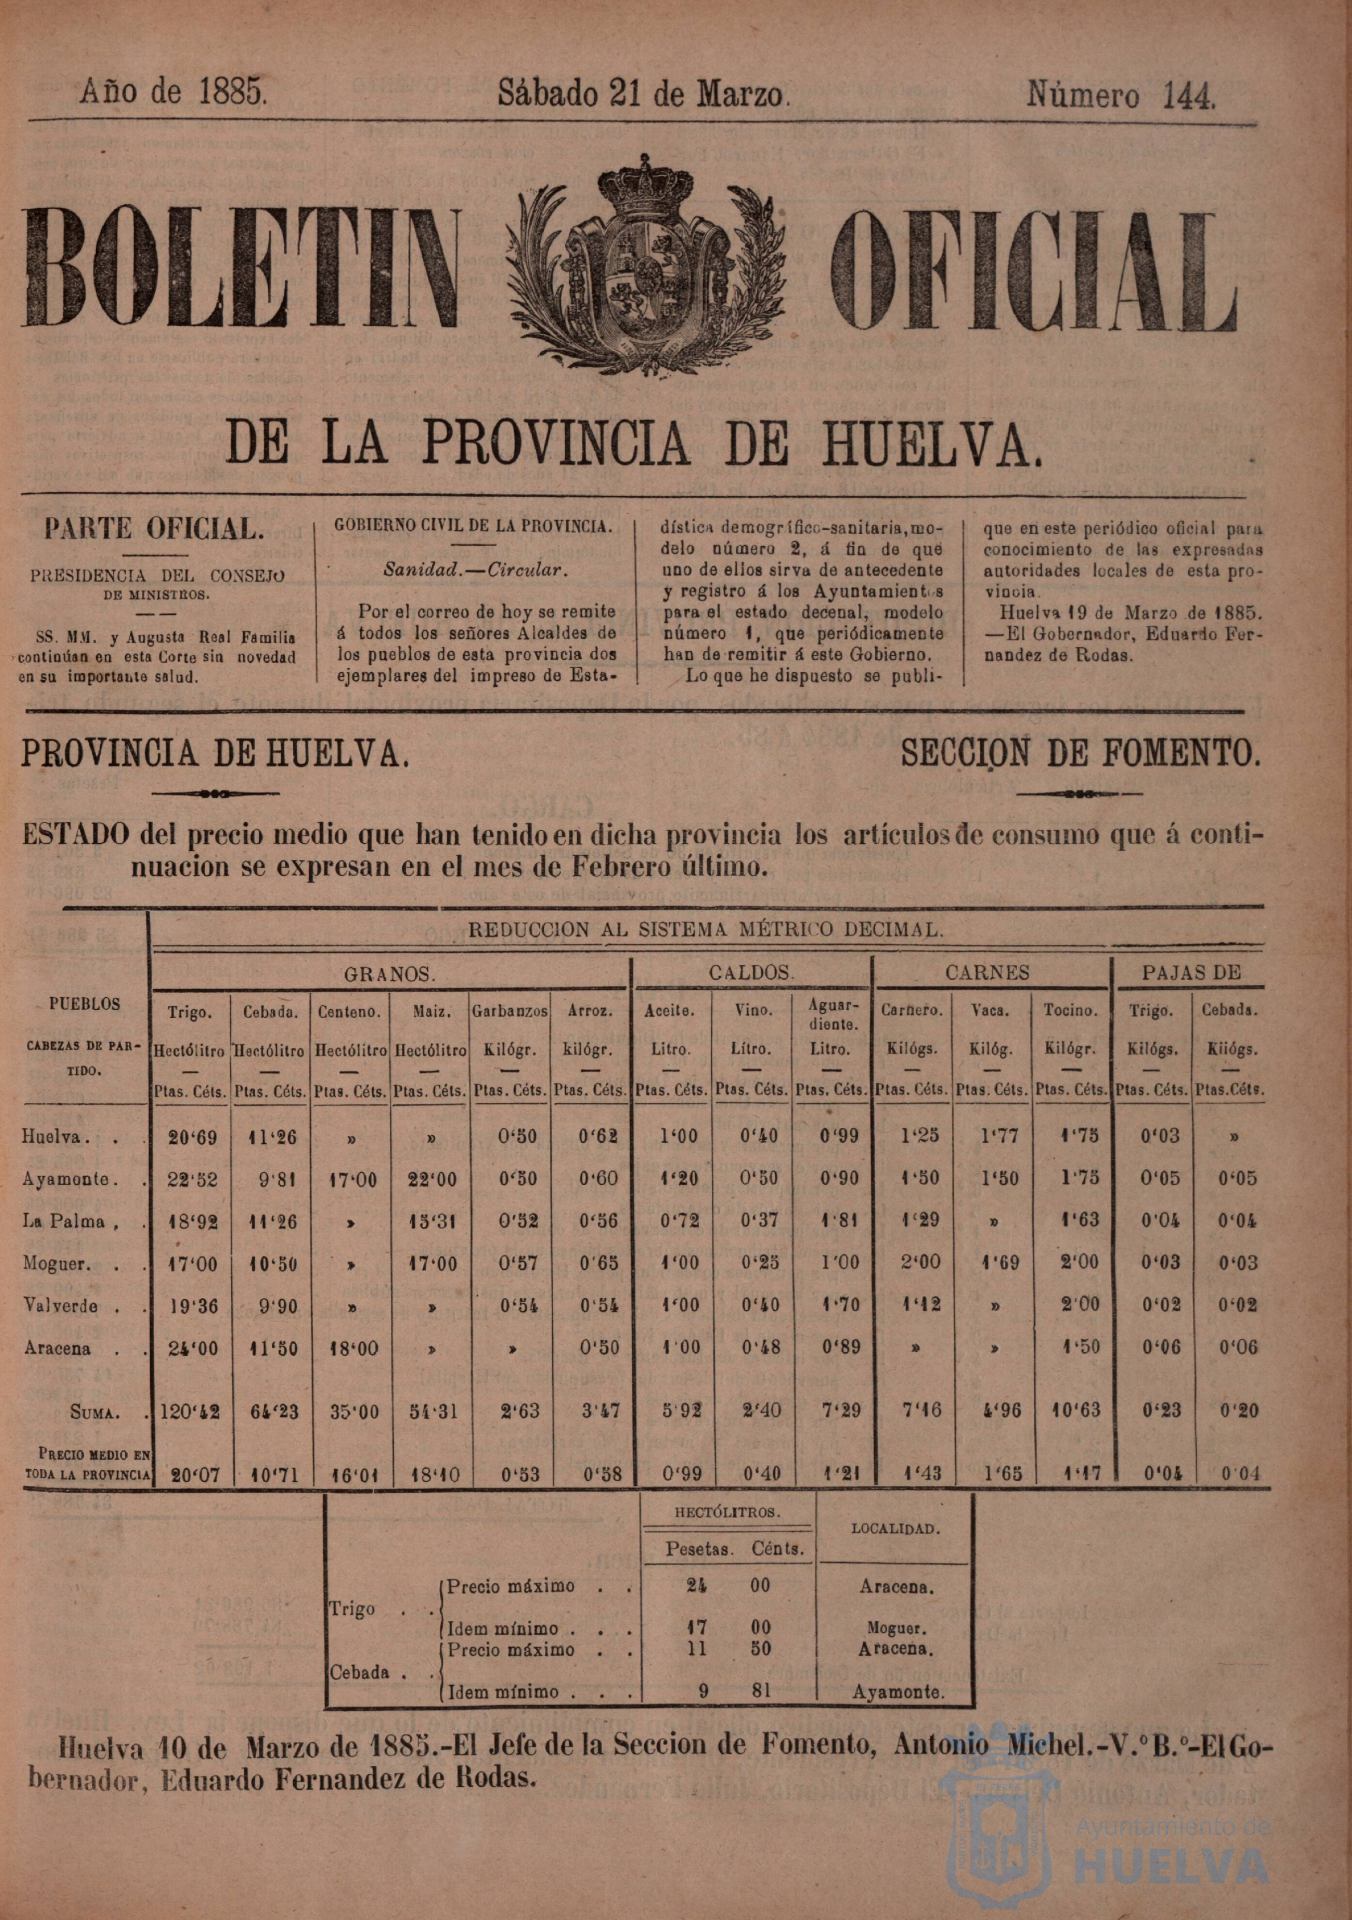 Año de 1885.
Sábado 21 de Marzo.
Número 144.
BOLETIN OFICIAL
DE LA PROVINCIA DE HUELVA.
PARTE OFICIAL.
PRESIDENCIA DEL CONSEJO
DE MINISTROS.
SS. MM. y Augusta Real Familia
continúan en esta Corte sin novedad
en su importante salud.
GOBIERNO CIVIL DE LA PROVINCIA.
Sanidad.—Circular.
Por el correo de hoy se remite
á todos los señores Alcaldes de
los pueblos de esta provincia dos
ejemplares del impreso de Esta-
dística demográfico-sanitaria, mo-
delo número 2, á fin de que
uno de ellos sirva de antecedente
y registro á los Ayuntamientos
para el estado decenal, modelo
número 1, que periódicamente
han de remitir á este Gobierno.
Lo que he dispuesto se publi-
que en este periódico oficial para
conocimiento de las expresadas
autoridades locales de esta pro-
vincia.
Huelva 19 de Marzo de 1885.
—El Gobernador, Eduardo Fer-
nandez de Rodas.
PROVINCIA DE HUELVA.
SECCION DE FOMENTO.
ESTADO del precio medio que han tenido en dicha provincia los artículos de consumo que á conti-
nuacion se expresan en el mes de Febrero último.
REDUCCION AL SISTEMA MÉTRICO DECIMAL.
GRANOS. CALDOS. CARNES PAJAS DE
PUEBLOS
CABEZAS DE PAR-
TIDO.
Trigo. Cebada. Centeno. Maiz. Garbanzos Arroz. Aceite. Vino. Aguar-diente. Carnero. Vaca. Tocino. Trigo. Cebada.
Hectólitro Hectólitro Hectólitro Hectólitro Kilógr. kilógr. Litro. Litro. Litro. Kilógs. Kilóg. Kilógr. Kilógs. Kilógs.
Ptas. Céts. Ptas. Céts. Ptas. Céts. Ptas. Céts. Ptas. Céts. Ptas. Céts. Ptas. Céts. Ptas. Céts. Ptas. Céts. Ptas. Céts. Ptas. Céts. Ptas. Céts. Ptas. Céts. Ptas. Céts.
Huelva. . . 20‘69 11‘26 » » 0‘50 0‘62 1‘00 0‘40 0‘99 1‘25 1‘77 1‘75 0‘03 »
Ayamonte. . 22‘52 9‘81 17‘00 22‘00 0‘50 0‘60 1‘20 0‘50 0‘90 1‘50 1‘50 1‘75 0‘05 0‘05
La Palma , . 18‘92 11‘26 » 15‘31 0‘52 0‘56 0‘72 0‘37 1‘81 1‘29 » 1‘63 0‘04 0‘04
Moguer. . . 17‘00 10‘50 » 17‘00 0‘57 0‘65 1‘00 0‘25 1‘00 2‘00 1‘69 2‘00 0‘03 0‘03
Valverde . . 19‘36 9‘90 » » 0‘54 0‘54 1‘00 0‘40 1‘70 1‘12 » 2‘00 0‘02 0‘02
Aracena . . 24‘00 11‘50 18‘00 » » 0‘50 1‘00 0‘48 0‘89 » » 1‘50 0‘06 0‘06
SUMA. . 120‘42 64‘23 35‘00 54‘31 2‘63 3‘47 5‘92 2‘40 7‘29 7‘16 4‘96 10‘63 0‘23 0‘20
PRECIO MEDIO EN
TODA LA PROVINCIA 20‘07 10‘71 16‘01 18‘10 0‘53 0‘58 0‘99 0‘40 1‘21 1‘43 1‘65 1‘17 0‘04 0‘04
HECTÓLITROS.
LOCALIDAD.
Pesetas. Cénts.
Trigo . . Precio máximo . . 24 00 Aracena.
Idem mínimo . . . 17 00 Moguer.
Cebada . . Precio máximo . . 11 50 Aracena.
Idem mínimo . . . 9 81 Ayamonte.
Huelva 10 de Marzo de 1885.-El Jefe de la Seccion de Fomento, Antonio Michel.-V.º B.º-El Go-
bernador, Eduardo Fernandez de Rodas.
Ayuntamiento de
HUELVA